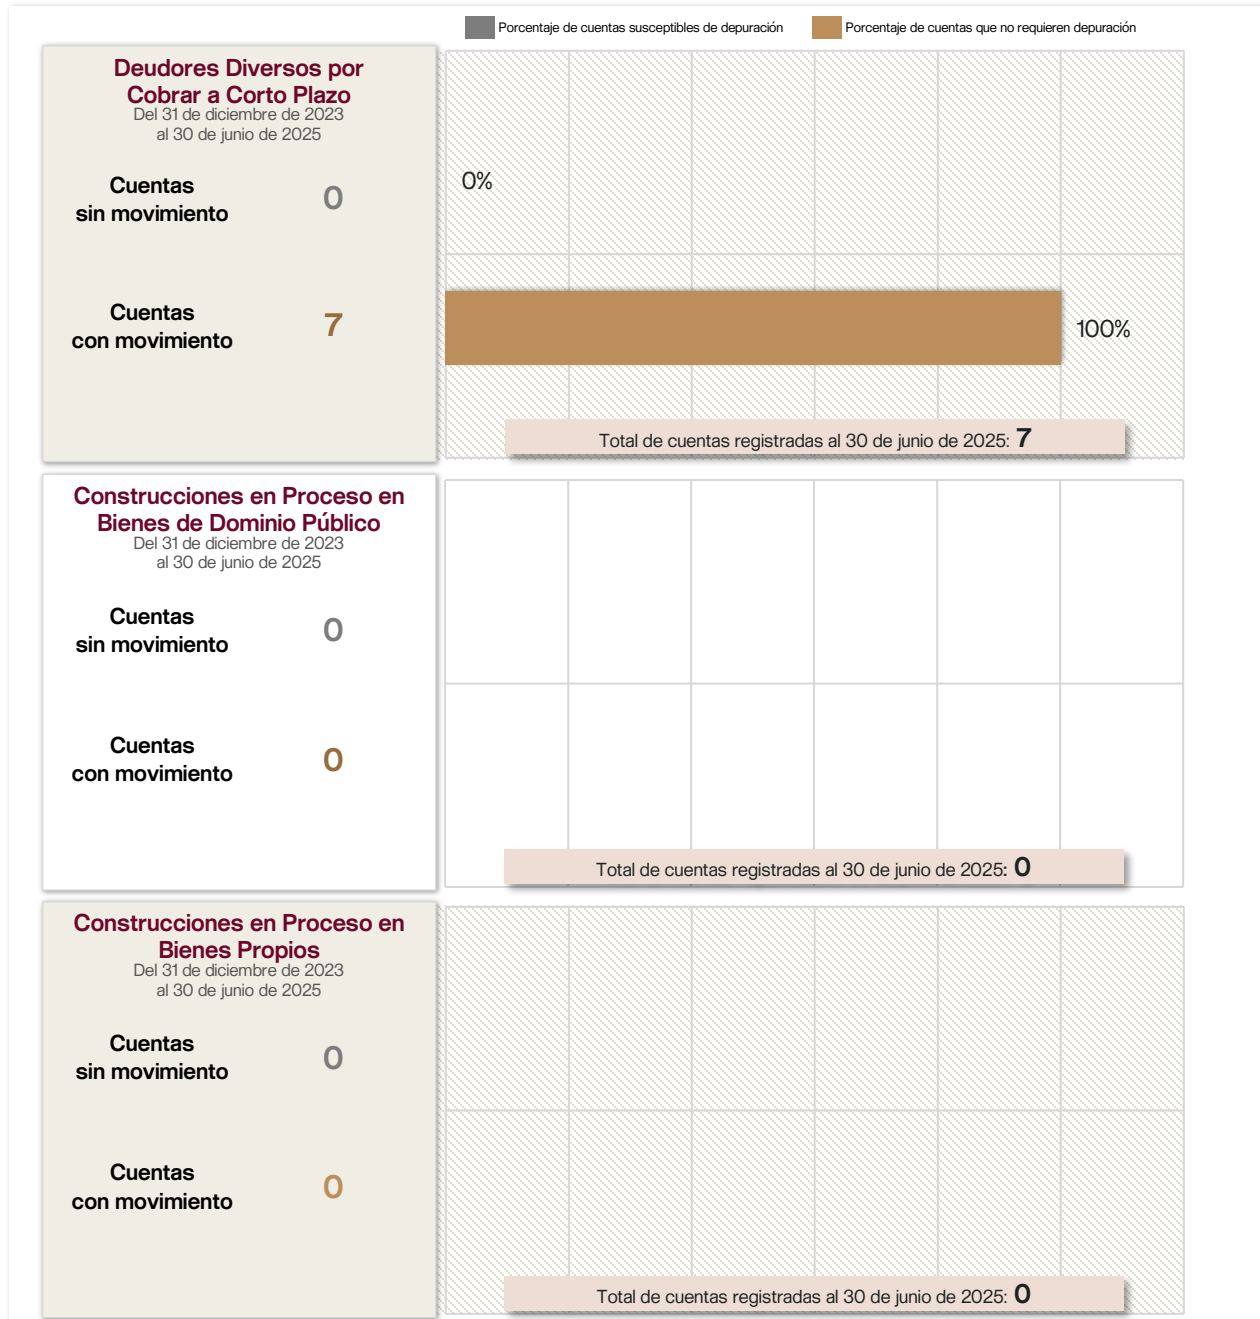 Porcentaje de cuentas susceptibles de depuración
Porcentaje de cuentas que no requieren depuración
Deudores Diversos por
Cobrar a Corto Plazo
Del 31 de diciembre de 2023
al 30 de junio de 2025
Cuentas
sin movimiento
0
0%
Cuentas
con movimiento
7
100%
Total de cuentas registradas al 30 de junio de 2025: 7
Construcciones en Proceso en
Bienes de Dominio Público
Del 31 de diciembre de 2023
al 30 de junio de 2025
Cuentas
sin movimiento
0
Cuentas
con movimiento
0
Total de cuentas registradas al 30 de junio de 2025: 0
Construcciones en Proceso en
Bienes Propios
Del 31 de diciembre de 2023
al 30 de junio de 2025
Cuentas
sin movimiento
0
Cuentas
con movimiento
0
Total de cuentas registradas al 30 de junio de 2025: 0